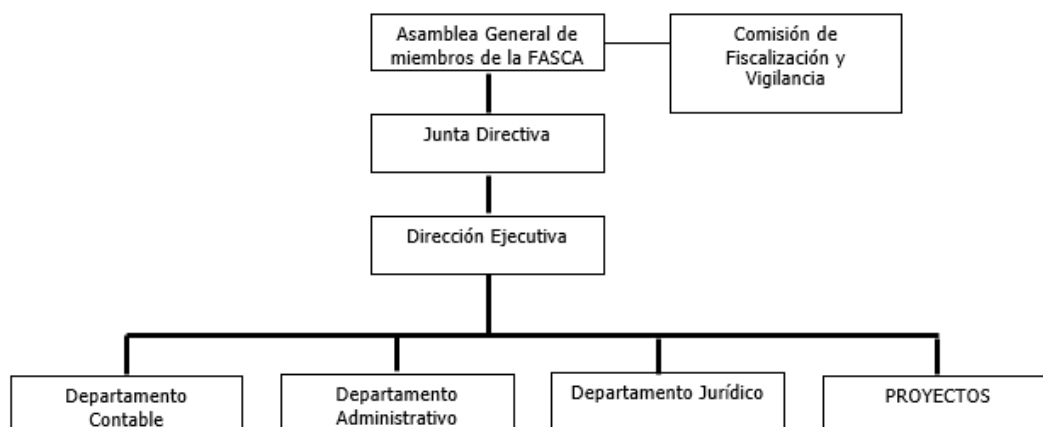 Asamblea General de
miembros de la FASCA
Comisión de
Fiscalización y
Vigilancia
Junta Directiva
Dirección Ejecutiva
Departamento
Contable
Departamento
Administrativo
Departamento Jurídico
PROYECTOS